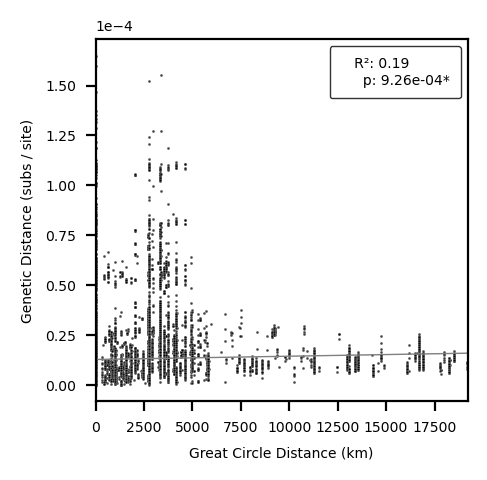 1e−4
R²: 0.19
p: 9.26e-04*
1.50
1.25
1.00
0.75
0.50
0.25
0.00
Genetic Distance (subs / site)
0 2500 5000 7500 10000 12500 15000 17500
Great Circle Distance (km)